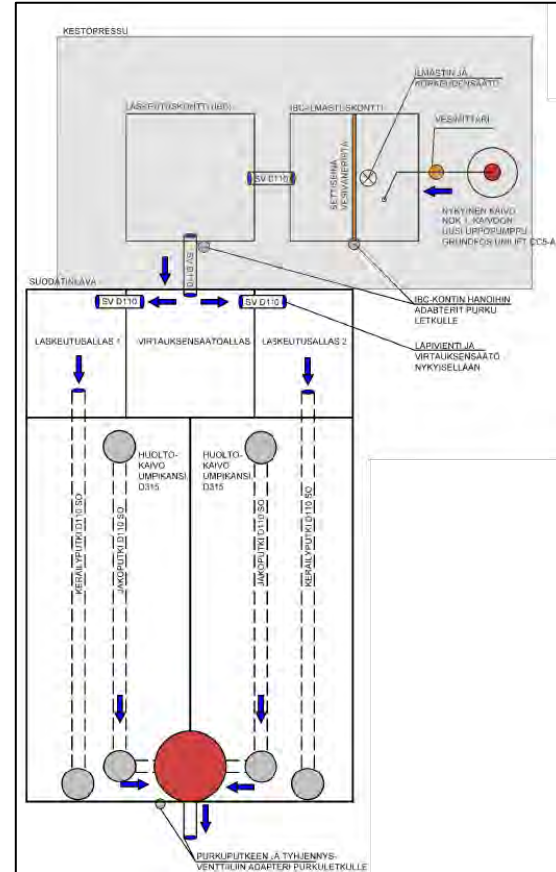 KESTOPRESSU
ILMASTIN JA
KORKEUDENSÄÄTÖ
LASKEUTUSKONTTI (IBC)
IBC-ILMASTUSKONTTI
VESIMITTARI
SETTISEINÄ
VESIVANERISTA
SV D110
NYKYINEN KAIVO
NOK 1, KAIVOON
UUSI UPPOPUMPPU
GRUNDFOS UNILIFT CC5-A
SV D110
SUODATINLAVA
IBC-KONTIN HANOIHIN
ADAPTERIT PURKU
LETKULLE
SV D110
SV D110
LÄPIVIENTI JA
VIRTAUKSENSÄÄTÖ
NYKYISELLÄÄN
LASKEUTUSALLAS 1
VIRTAUKSENSÄÄTÖALLAS
LASKEUTUSALLAS 2
HUOLTO-
KAIVO
UMPIKANSI
D315
HUOLTO-
KAIVO
UMPIKANSI
D315
KERÄILYPUTKI D110 SO
JAKOPUTKI D110 SO
JAKOPUTKI D110 SO
KERÄILYPUTKI D110 SO
PURKUPUTKEEN JA TYHJENNYS-
VENTTIILIIN ADAPTERI PURKULETKULLE